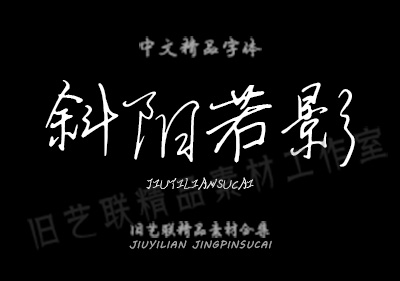 中文精品字体
斜阳若影
JIUYILIANSUCAI
旧艺联精品素材工作室
旧艺联精品素材合集
JIUYILIAN JINGPINSUCAI